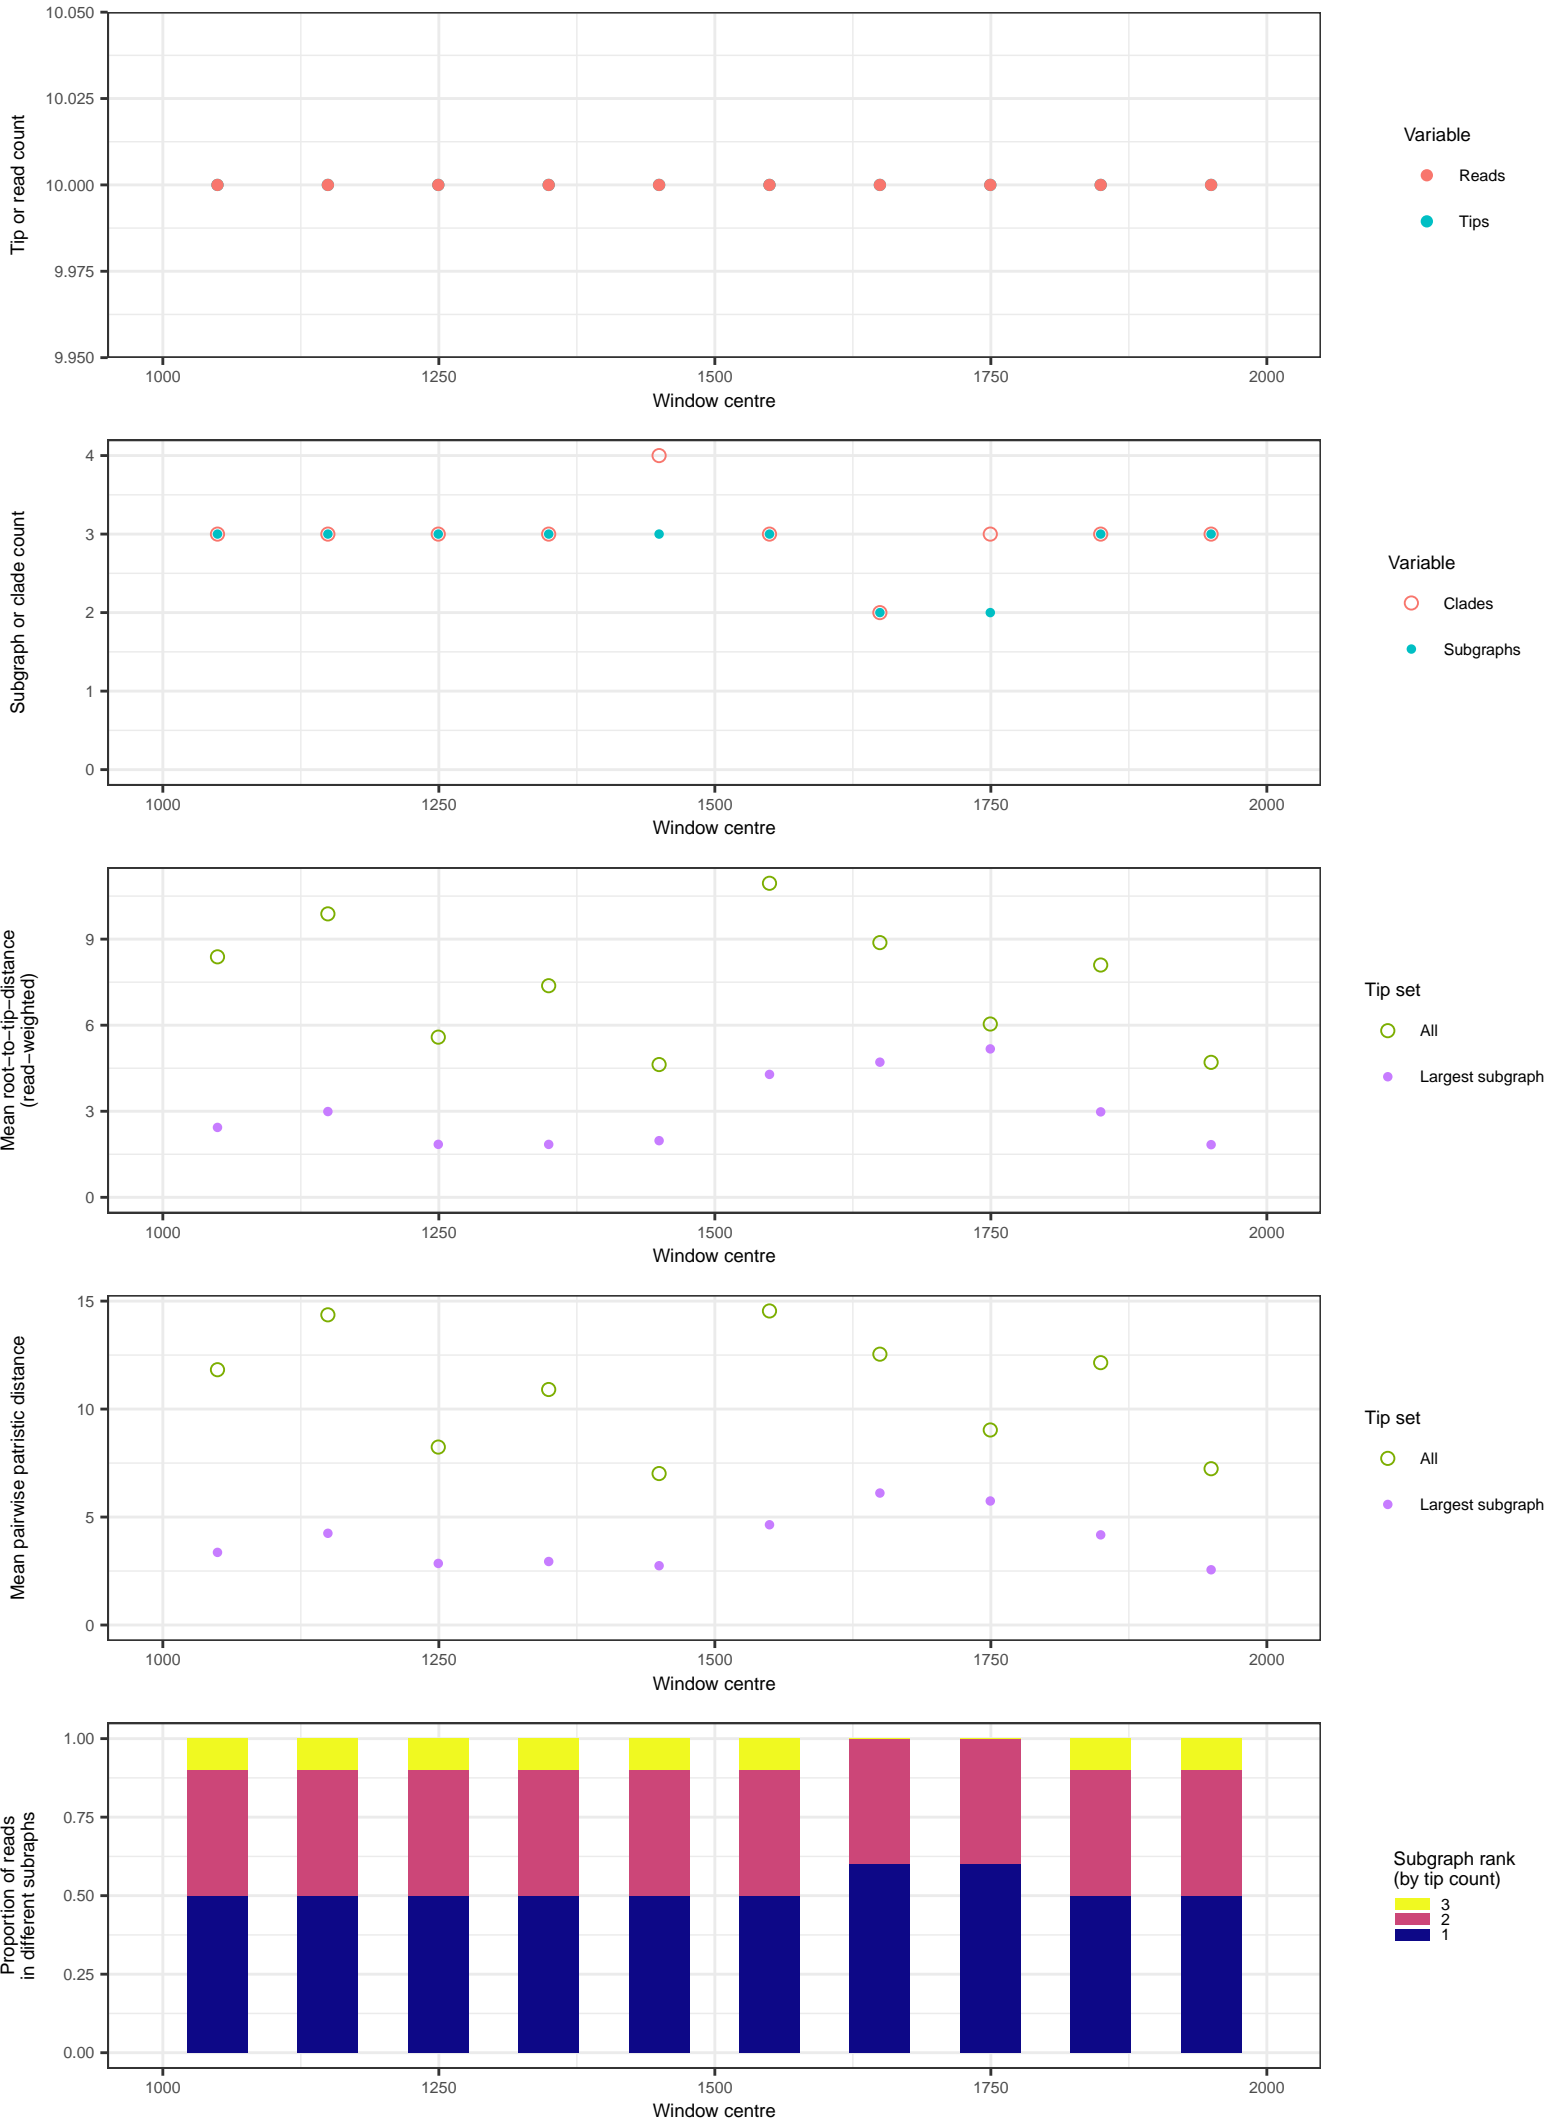 10.050
10.025
10.000
9.975
9.950
Tip or read count
1000 1250 1500 1750 2000
Window centre
Variable
Reads
Tips
4
3
2
1
0
Subgraph or clade count
1000 1250 1500 1750 2000
Window centre
Variable
Clades
Subgraphs
9
6
3
0
Mean root−to−tip−distance
(read−weighted)
1000 1250 1500 1750 2000
Window centre
Tip set
All
Largest subgraph
15
10
5
0
Mean pairwise patristic distance
1000 1250 1500 1750 2000
Window centre
Tip set
All
Largest subgraph
1.00
0.75
0.50
0.25
0.00
Proportion of reads
in different subraphs
1000 1250 1500 1750 2000
Window centre
Subgraph rank
(by tip count)
3
2
1